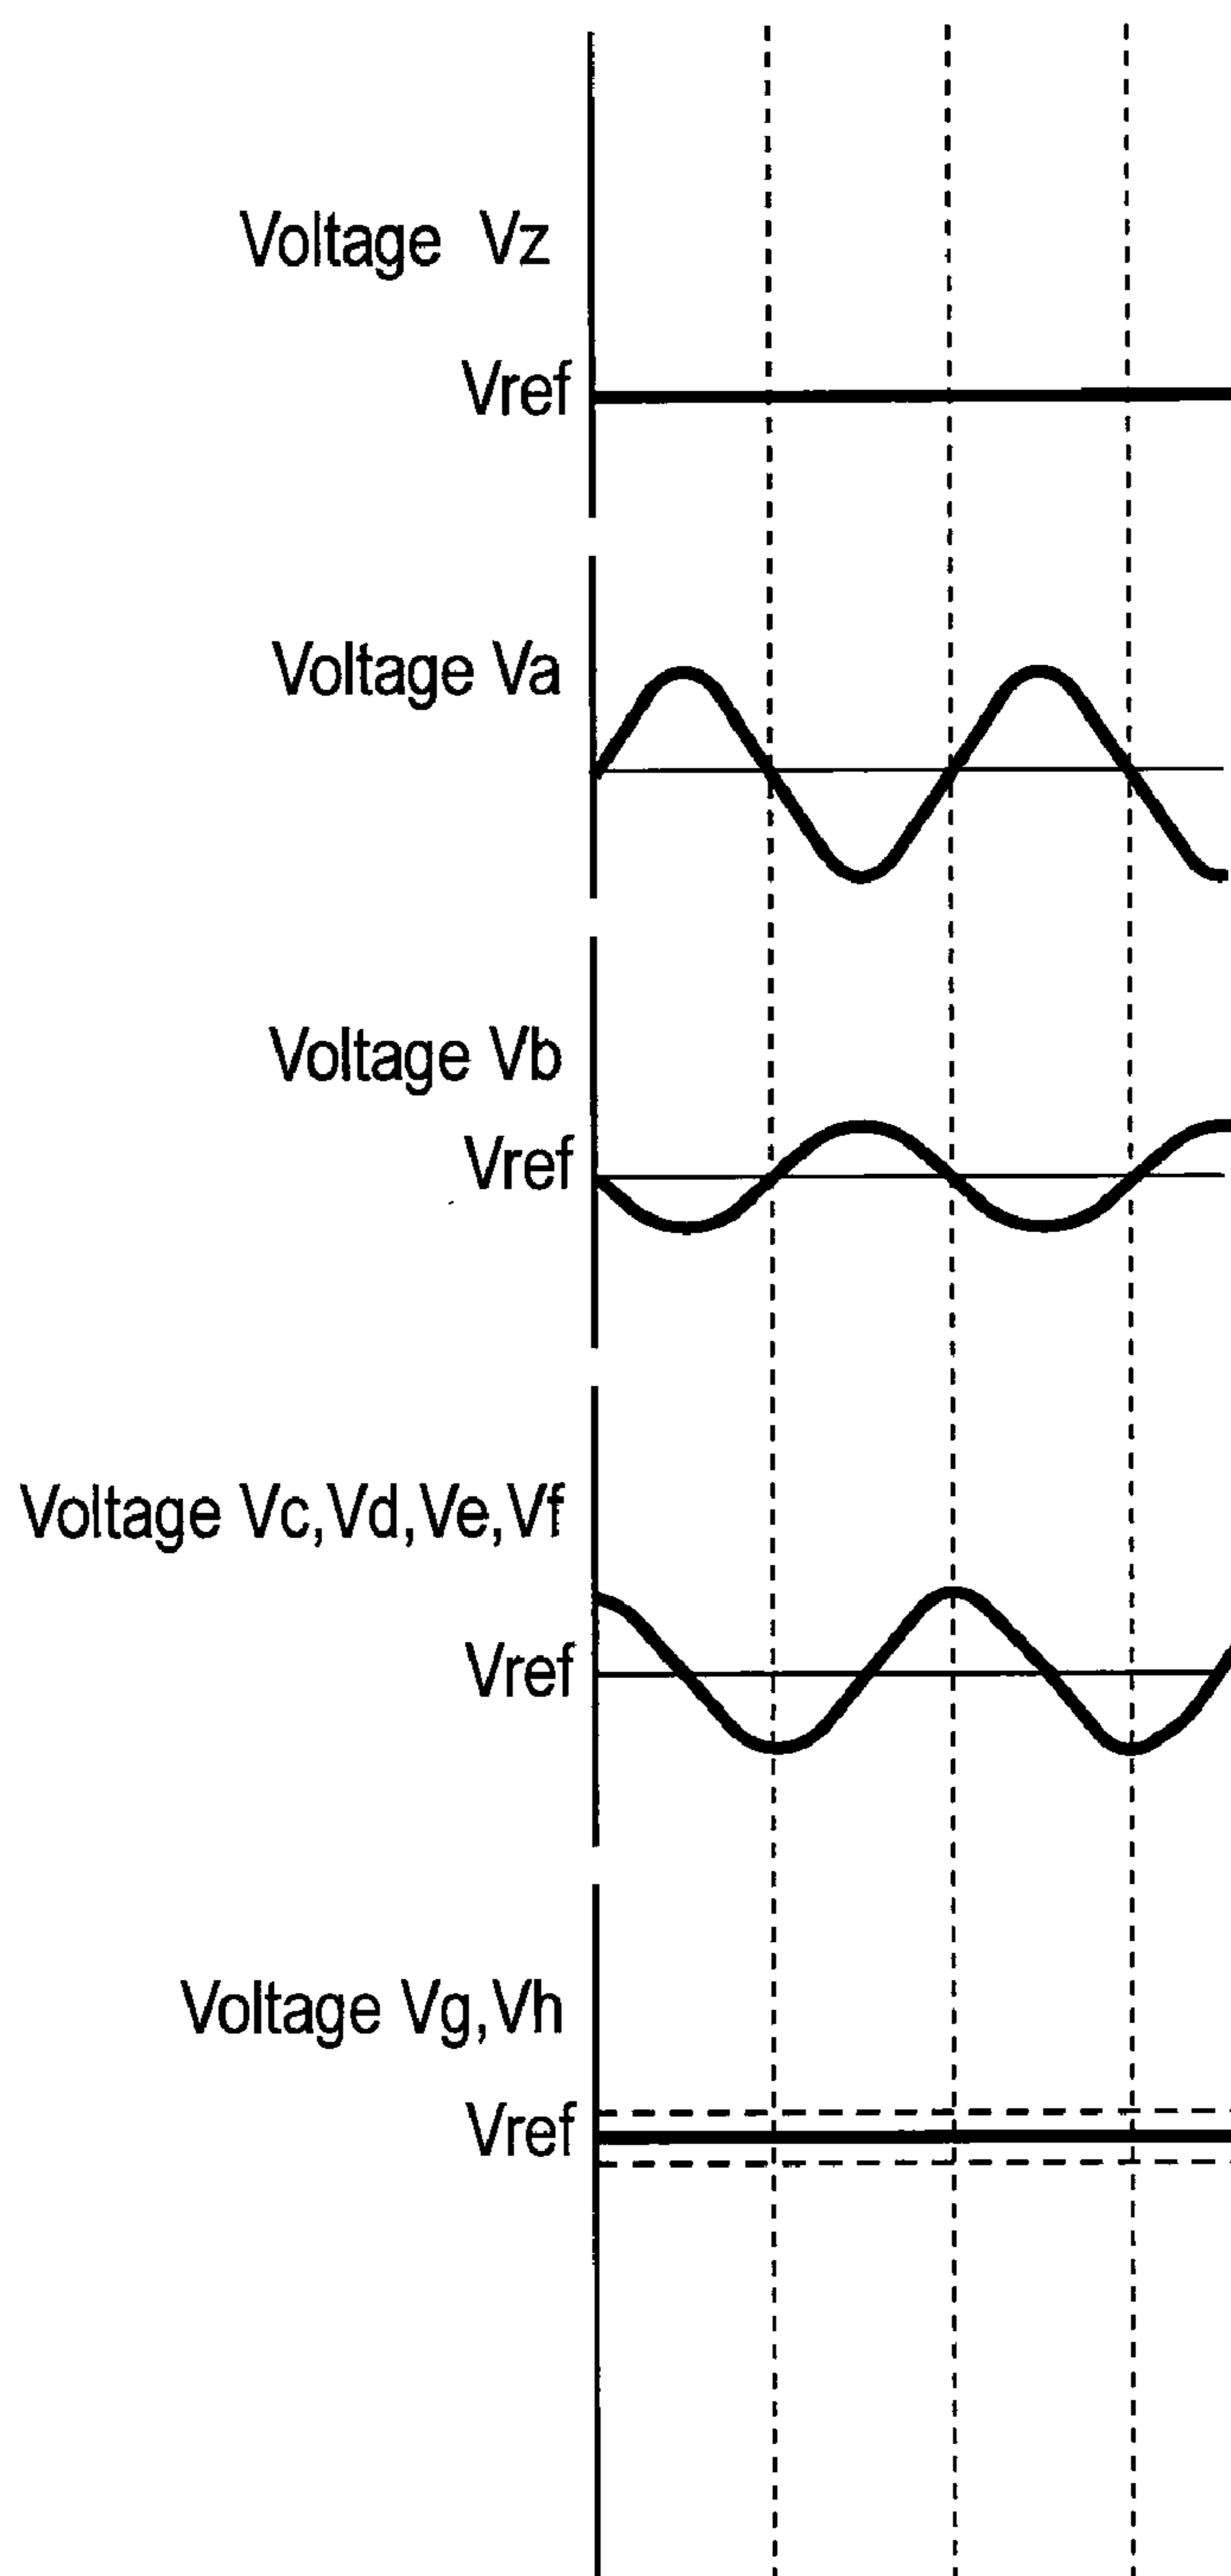 Voltage Vz
Vref
Voltage Va
Voltage Vb
Vref
Voltage Vc,Vd,Ve,Vf
Vref
Voltage Vg,Vh
Vref